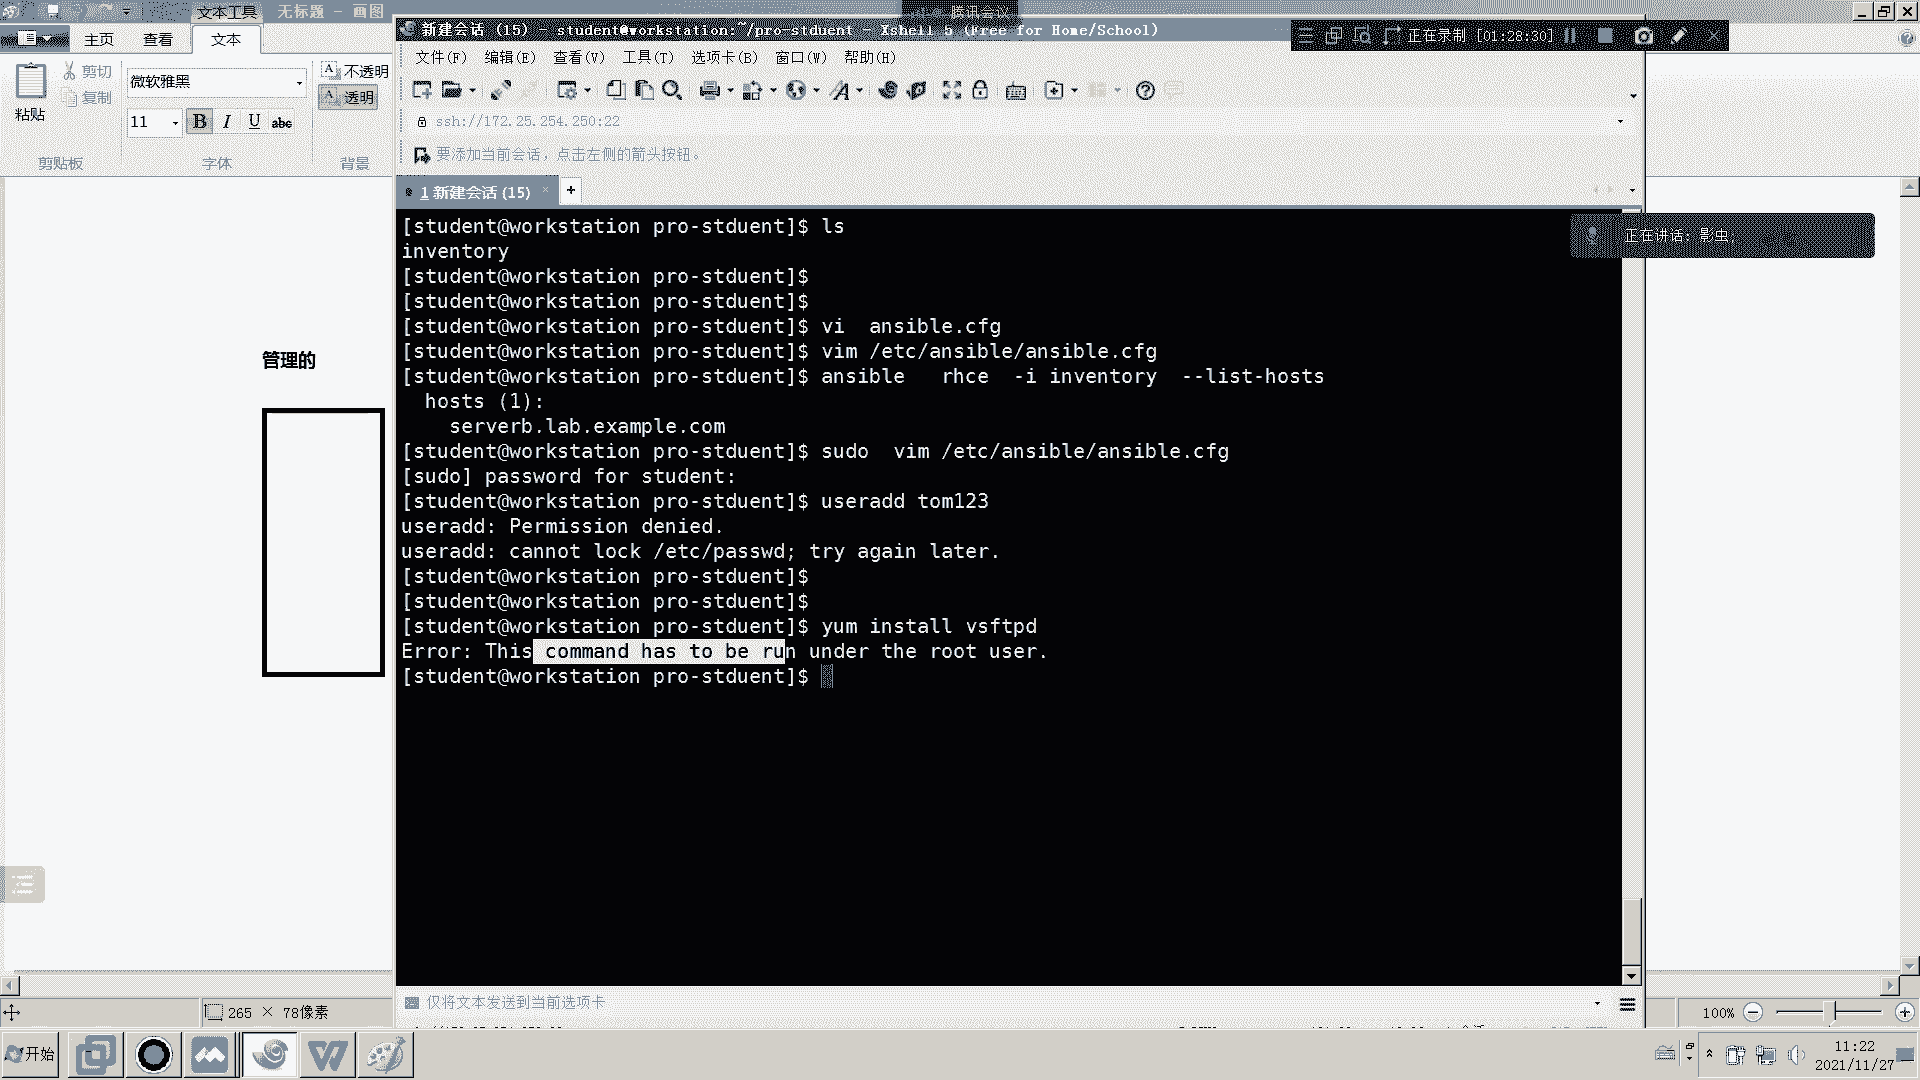 文本工具 无标题 - 画图
腾讯会议
主页 查看 文本
粘贴
剪切
复制
剪贴板
微软雅黑
11
B I U abc
字体
不透明
透明
背景
管理的
265 × 78像素
新建会话 (15) - student@workstation:~/pro-stduent - Xshell 5 (Free for Home/School)
正在录制 [01:28:30]
文件(F) 编辑(E) 查看(V) 工具(T) 选项卡(B) 窗口(W) 帮助(H)
ssh://172.25.254.250:22
要添加当前会话，点击左侧的箭头按钮。
1 新建会话 (15) × +
正在讲话: 影虫,
[student@workstation pro-stduent]$ ls
inventory
[student@workstation pro-stduent]$
[student@workstation pro-stduent]$
[student@workstation pro-stduent]$ vi  ansible.cfg
[student@workstation pro-stduent]$ vim /etc/ansible/ansible.cfg
[student@workstation pro-stduent]$ ansible   rhce  -i inventory  --list-hosts
  hosts (1):
    serverb.lab.example.com
[student@workstation pro-stduent]$ sudo  vim /etc/ansible/ansible.cfg
[sudo] password for student:
[student@workstation pro-stduent]$ useradd tom123
useradd: Permission denied.
useradd: cannot lock /etc/passwd; try again later.
[student@workstation pro-stduent]$
[student@workstation pro-stduent]$
[student@workstation pro-stduent]$ yum install vsftpd
Error: This command has to be run under the root user.
[student@workstation pro-stduent]$
仅将文本发送到当前选项卡
100%
开始
11:22
2021/11/27